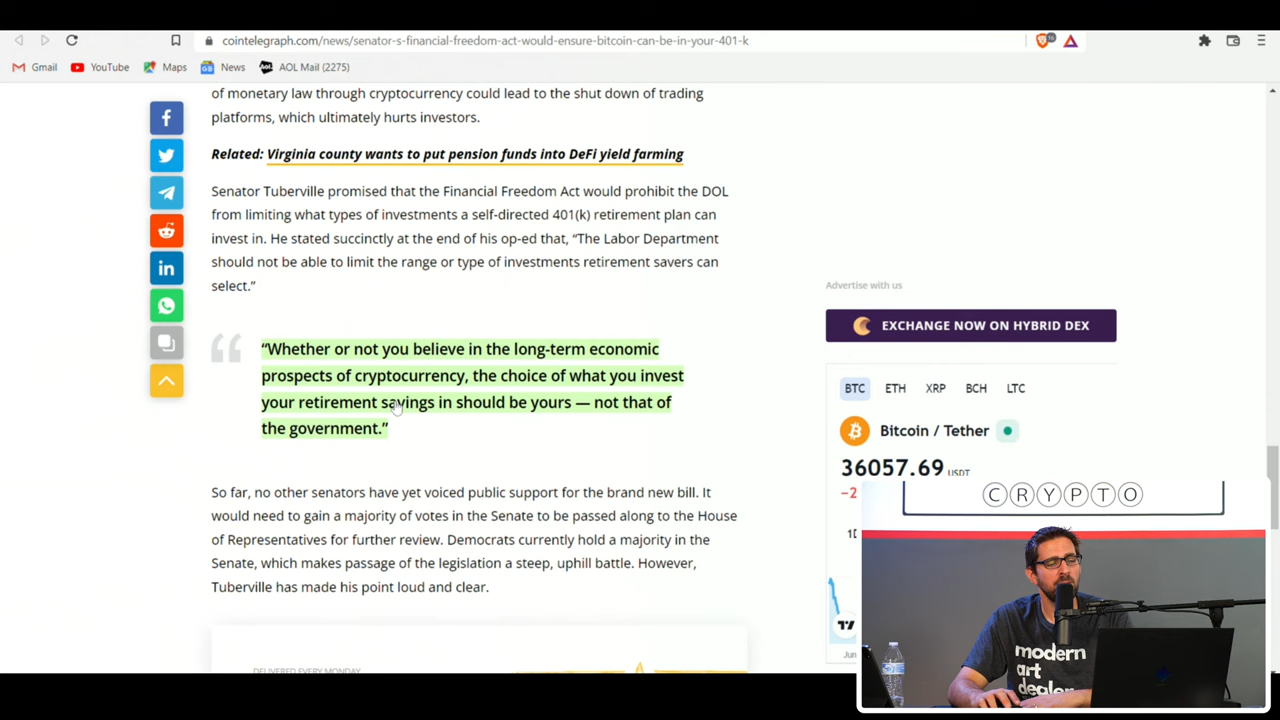 cointelegraph.com/news/senator-s-financial-freedom-act-would-ensure-bitcoin-can-be-in-your-401-k
Gmail YouTube Maps News AOL Mail (2275)
of monetary law through cryptocurrency could lead to the shut down of trading
platforms, which ultimately hurts investors.
Related: Virginia county wants to put pension funds into DeFi yield farming
Senator Tuberville promised that the Financial Freedom Act would prohibit the DOL
from limiting what types of investments a self-directed 401(k) retirement plan can
invest in. He stated succinctly at the end of his op-ed that, “The Labor Department
should not be able to limit the range or type of investments retirement savers can
select.”
“Whether or not you believe in the long-term economic
prospects of cryptocurrency, the choice of what you invest
your retirement savings in should be yours — not that of
the government.”
So far, no other senators have yet voiced public support for the brand new bill. It
would need to gain a majority of votes in the Senate to be passed along to the House
of Representatives for further review. Democrats currently hold a majority in the
Senate, which makes passage of the legislation a steep, uphill battle. However,
Tuberville has made his point loud and clear.
DELIVERED EVERY MONDAY
Advertise with us
EXCHANGE NOW ON HYBRID DEX
BTC ETH XRP BCH LTC
Bitcoin / Tether
36057.69 USDT
-2
1D
Jun
CRYPTO
modern
art
dealer